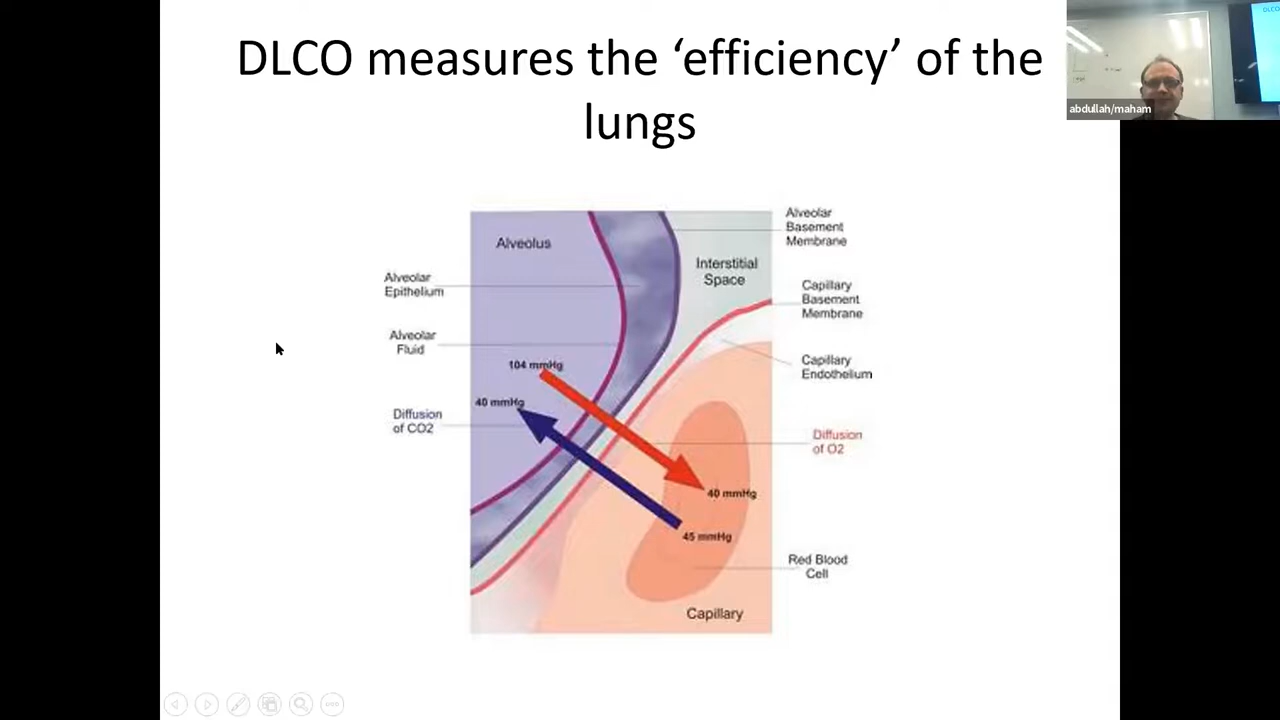 DLCO measures the ‘efficiency’ of the
lungs
DLCO
abdullah/maham
Alveolus
Alveolar
Epithelium
Alveolar
Fluid
104 mmHg
40 mmHg
Diffusion
of CO2
Alveolar
Basement
Membrane
Interstitial
Space
Capillary
Basement
Membrane
Capillary
Endothelium
Diffusion
of O2
40 mmHg
45 mmHg
Red Blood
Cell
Capillary